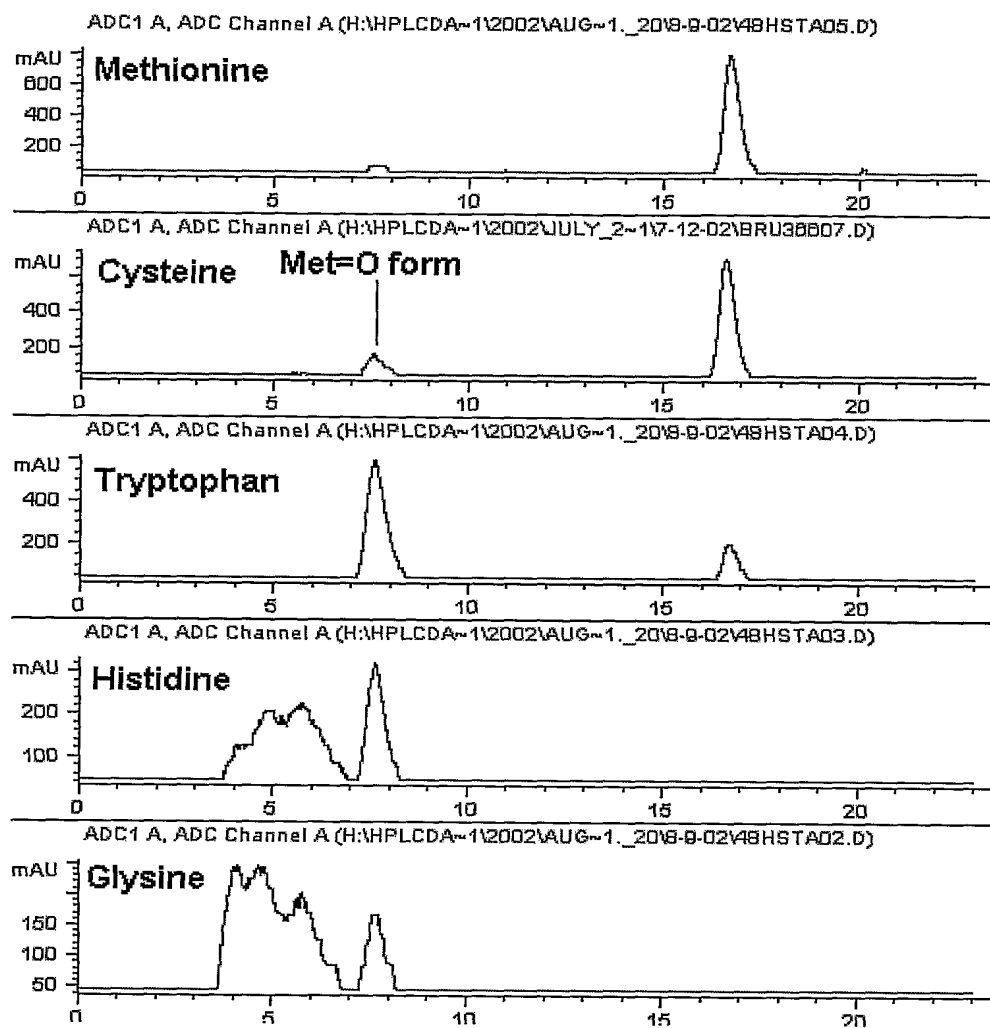 ADC1 A, ADC Channel A (H:\HPLCDA~1\2002\AUG~1._20\8-9-02\48HSTA05.D)
mAU
Methionine
600
400
200
0 5 10 15 20
ADC1 A, ADC Channel A (H:\HPLCDA~1\2002\JULY_2~1\7-12-02\BRU36607.D)
mAU
Cysteine Met=O form
400
200
0 5 10 15 20
ADC1 A, ADC Channel A (H:\HPLCDA~1\2002\AUG~1._20\8-9-02\48HSTA04.D)
mAU
Tryptophan
400
200
0 5 10 15 20
ADC1 A, ADC Channel A (H:\HPLCDA~1\2002\AUG~1._20\8-9-02\48HSTA03.D)
mAU
Histidine
200
100
0 5 10 15 20
ADC1 A, ADC Channel A (H:\HPLCDA~1\2002\AUG~1._20\8-9-02\48HSTA02.D)
mAU
Glysine
150
100
50
0 5 10 15 20